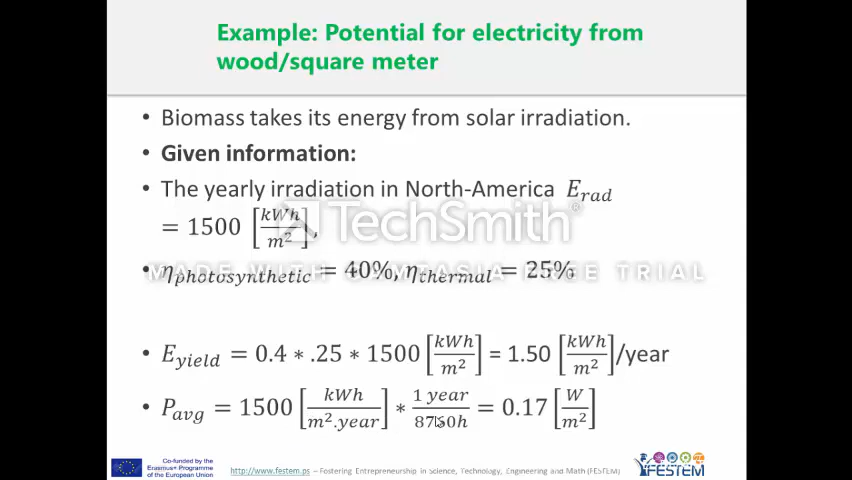 Example: Potential for electricity from
wood/square meter
• Biomass takes its energy from solar irradiation.
• Given information:
• The yearly irradiation in North-America E_rad
= 1500 [kWh/m²],
TechSmith®
• η_photosynthetic = 40%, η_thermal = 25%
MADE WITH CAMTASIA FREE TRIAL
• E_yield = 0.4 * .25 * 1500 [kWh/m²] = 1.50 [kWh/m²]/year
• P_avg = 1500 [kWh/m².year] * 1 year/8760h = 0.17 [W/m²]
Co-funded by the
Erasmus+ Programme
of the European Union
http://www.festem.ps – Fostering Entrepreneurship in Science, Technology, Engineering and Math (FESTEM)
FESTEM